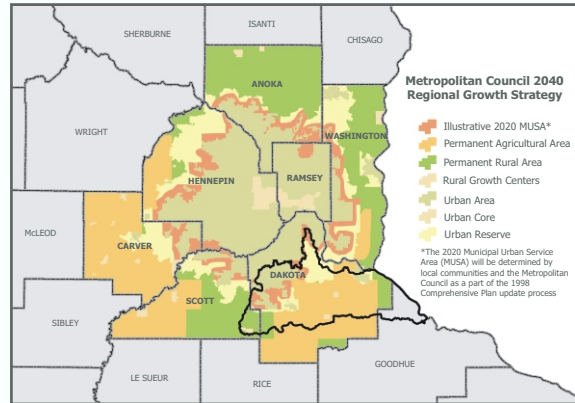 ISANTI
SHERBURNE
CHISAGO
ANOKA
Metropolitan Council 2040
Regional Growth Strategy
WRIGHT
WASHINGTON
Illustrative 2020 MUSA*
Permanent Agricultural Area
Permanent Rural Area
Rural Growth Centers
Urban Area
Urban Core
Urban Reserve
HENNEPIN
RAMSEY
McLEOD
CARVER
*The 2020 Municipal Urban Service
Area (MUSA) will be determined by
local communities and the Metropolitan
Council as a part of the 1998
Comprehensive Plan update process
DAKOTA
SCOTT
SIBLEY
GOODHUE
LE SUEUR
RICE